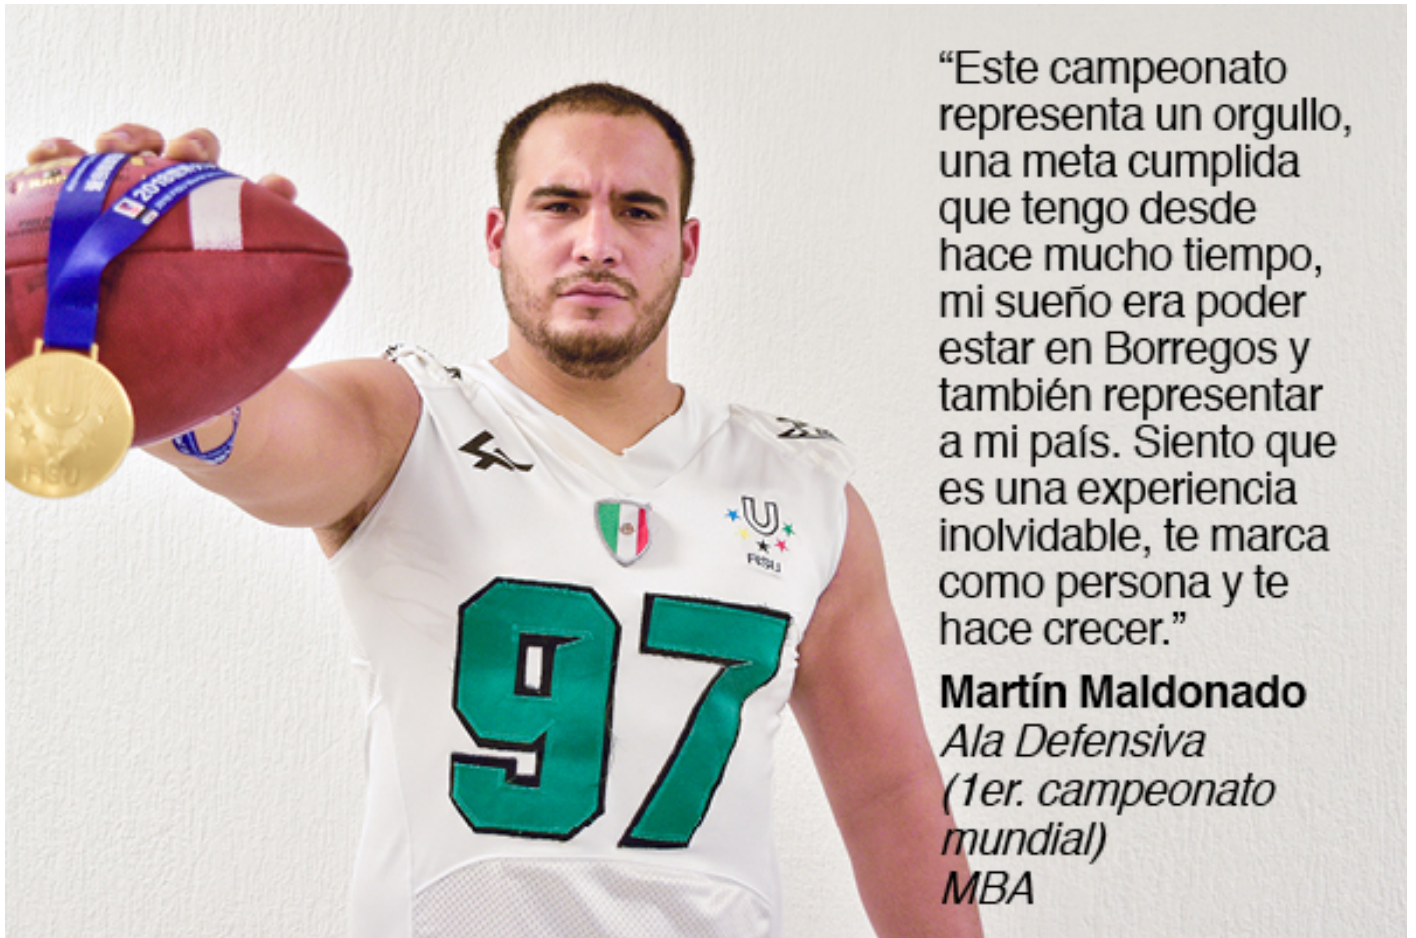 “Este campeonato
representa un orgullo,
una meta cumplida
que tengo desde
hace mucho tiempo,
mi sueño era poder
estar en Borregos y
también representar
a mi país. Siento que
es una experiencia
inolvidable, te marca
como persona y te
hace crecer.”
Martín Maldonado
Ala Defensiva
(1er. campeonato
mundial)
MBA
2018
U
FISU
97
U
FISU